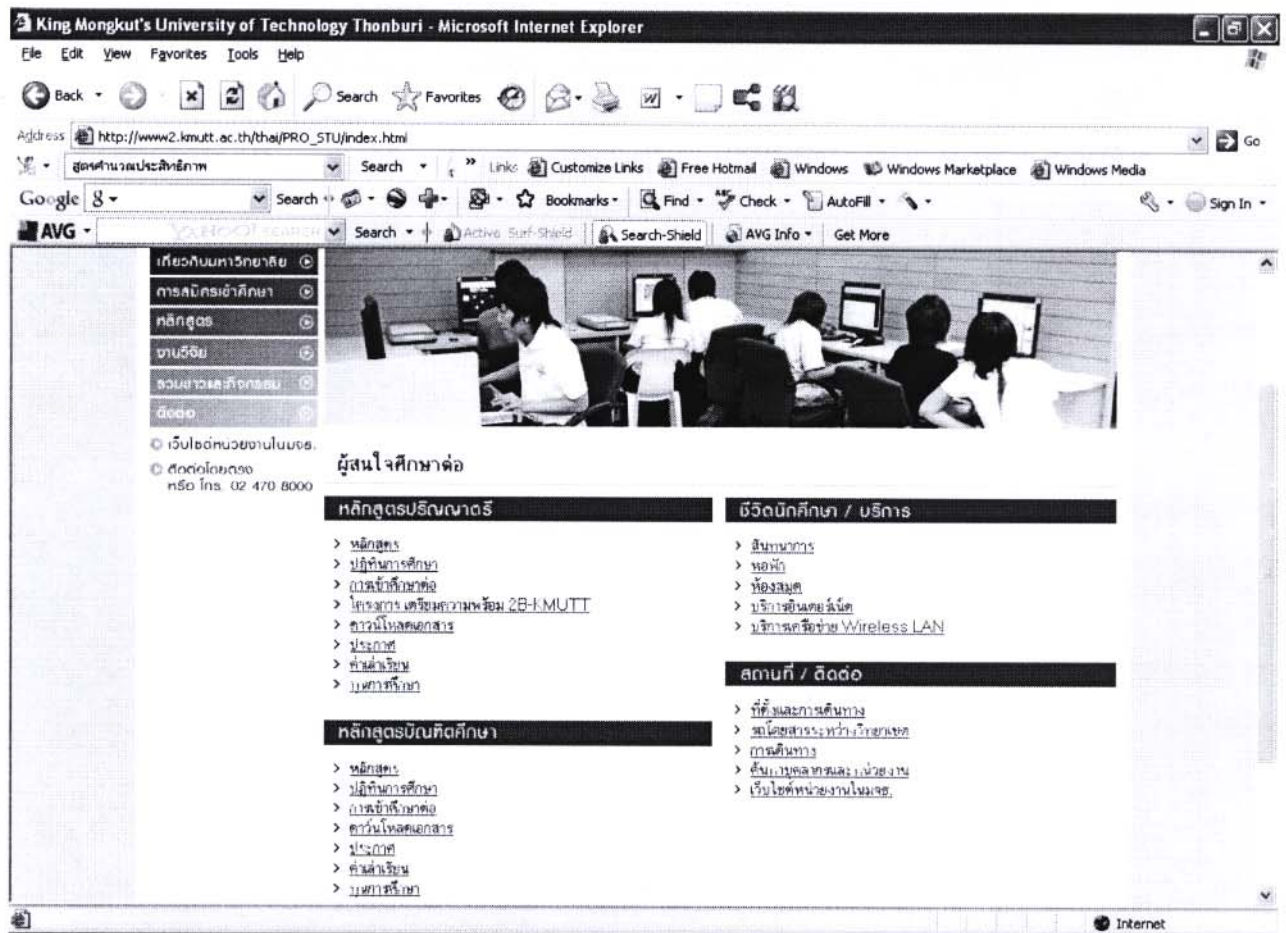 King Mongkut's University of Technology Thonburi - Microsoft Internet Explorer
File Edit View Favorites Tools Help
Back Search Favorites
Address http://www2.kmutt.ac.th/thai/PRO_STU/index.html Go
สูตรคำนวณประสิทธิภาพ Search Links Customize Links Free Hotmail Windows Windows Marketplace Windows Media
Google Search Bookmarks Find Check AutoFill Sign In
AVG YAHOO! SEARCH Search Active Surf-Shield Search-Shield AVG Info Get More
เกี่ยวกับมหาวิทยาลัย
การสมัครเข้าศึกษา
หลักสูตร
งานวิจัย
รวมข่าวและกิจกรรม
ติดต่อ
เว็บไซต์หน่วยงานในมจธ.
ติดต่อโดยตรง
หรือ โทร. 02 470 8000
ผู้สนใจศึกษาต่อ
หลักสูตรปริญญาตรี
> หลักสูตร
> ปฏิทินการศึกษา
> การเข้าศึกษาต่อ
> โครงการ เตรียมความพร้อม 2B-KMUTT
> ดาวน์โหลดเอกสาร
> ประกาศ
> ค่าเล่าเรียน
> ทุนการศึกษา
หลักสูตรบัณฑิตศึกษา
> หลักสูตร
> ปฏิทินการศึกษา
> การเข้าศึกษาต่อ
> ดาวน์โหลดเอกสาร
> ประกาศ
> ค่าเล่าเรียน
> ทุนการศึกษา
ชีวิตนักศึกษา / บริการ
> สันทนาการ
> หอพัก
> ห้องสมุด
> บริการอินเตอร์เน็ต
> บริการเครือข่าย Wireless LAN
สถานที่ / ติดต่อ
> ที่ตั้งและการเดินทาง
> รถโดยสารระหว่างวิทยาเขต
> การเดินทาง
> ค้นหาบุคลากรและหน่วยงาน
> เว็บไซต์หน่วยงานในมจธ.
Internet